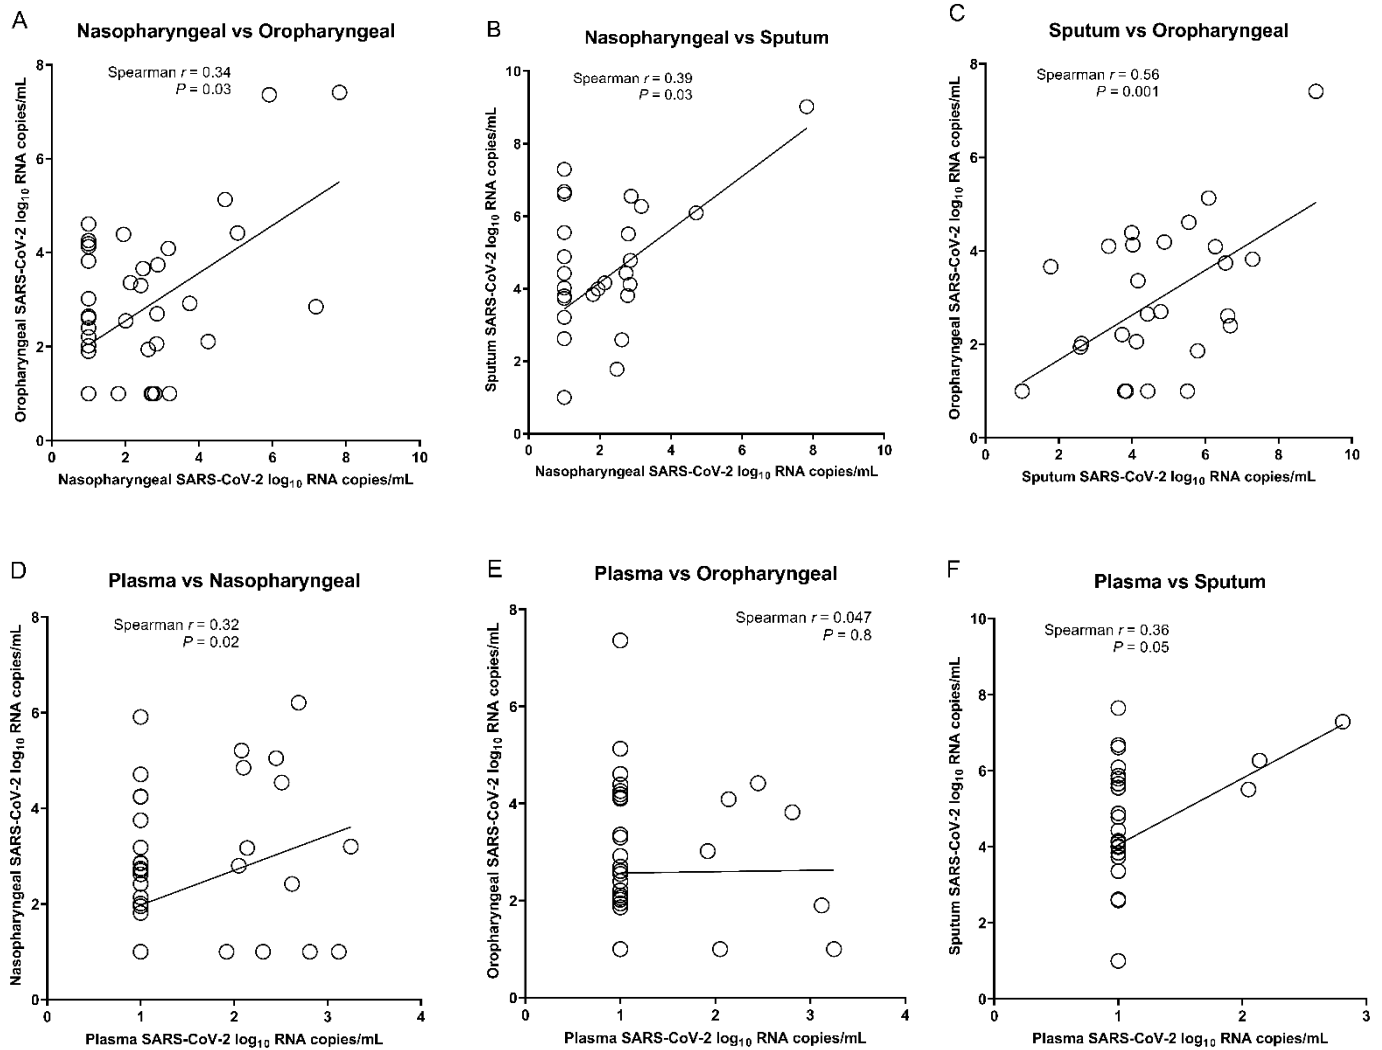 A
Nasopharyngeal vs Oropharyngeal
Spearman r = 0.34
P = 0.03
Oropharyngeal SARS-CoV-2 log10 RNA copies/mL
8
6
4
2
0
0 2 4 6 8 10
Nasopharyngeal SARS-CoV-2 log10 RNA copies/mL
B
Nasopharyngeal vs Sputum
Spearman r = 0.39
P = 0.03
Sputum SARS-CoV-2 log10 RNA copies/mL
10
8
6
4
2
0
0 2 4 6 8 10
Nasopharyngeal SARS-CoV-2 log10 RNA copies/mL
C
Sputum vs Oropharyngeal
Spearman r = 0.56
P = 0.001
Oropharyngeal SARS-CoV-2 log10 RNA copies/mL
8
6
4
2
0
0 2 4 6 8 10
Sputum SARS-CoV-2 log10 RNA copies/mL
D
Plasma vs Nasopharyngeal
Spearman r = 0.32
P = 0.02
Nasopharyngeal SARS-CoV-2 log10 RNA copies/mL
8
6
4
2
0
0 1 2 3 4
Plasma SARS-CoV-2 log10 RNA copies/mL
E
Plasma vs Oropharyngeal
Spearman r = 0.047
P = 0.8
Oropharyngeal SARS-CoV-2 log10 RNA copies/mL
8
6
4
2
0
0 1 2 3 4
Plasma SARS-CoV-2 log10 RNA copies/mL
F
Plasma vs Sputum
Spearman r = 0.36
P = 0.05
Sputum SARS-CoV-2 log10 RNA copies/mL
10
8
6
4
2
0
0 1 2 3
Plasma SARS-CoV-2 log10 RNA copies/mL